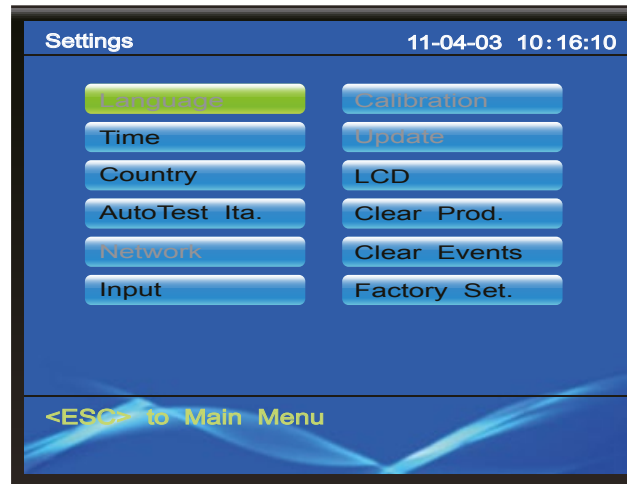 Settings 11-04-03 10:16:10
Language Calibration
Time Update
Country LCD
AutoTest Ita. Clear Prod.
Network Clear Events
Input Factory Set.
<ESC> to Main Menu